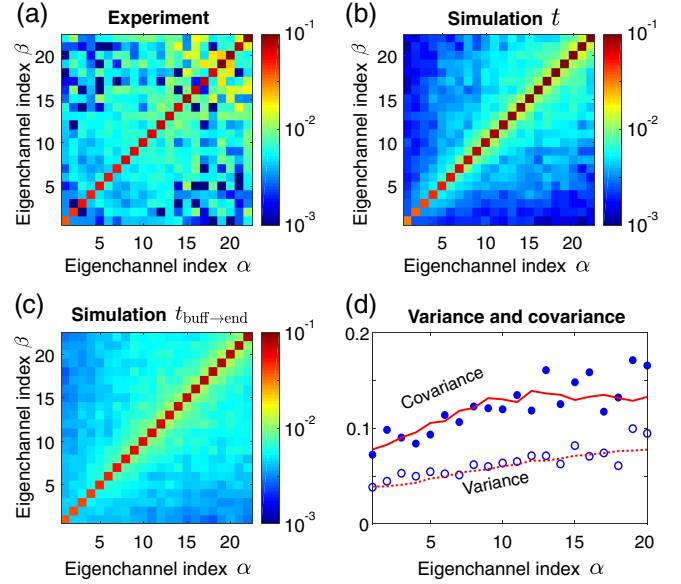 (a) Experiment
Eigenchannel index β
20
15
10
5
5 10 15 20
Eigenchannel index α
10⁻¹
10⁻²
10⁻³
(b) Simulation t
Eigenchannel index β
20
15
10
5
5 10 15 20
Eigenchannel index α
10⁻¹
10⁻²
10⁻³
(c) Simulation t_buff→end
Eigenchannel index β
20
15
10
5
5 10 15 20
Eigenchannel index α
10⁻¹
10⁻²
10⁻³
(d) Variance and covariance
0.2
0.1
0
Covariance
Variance
5 10 15 20
Eigenchannel index α